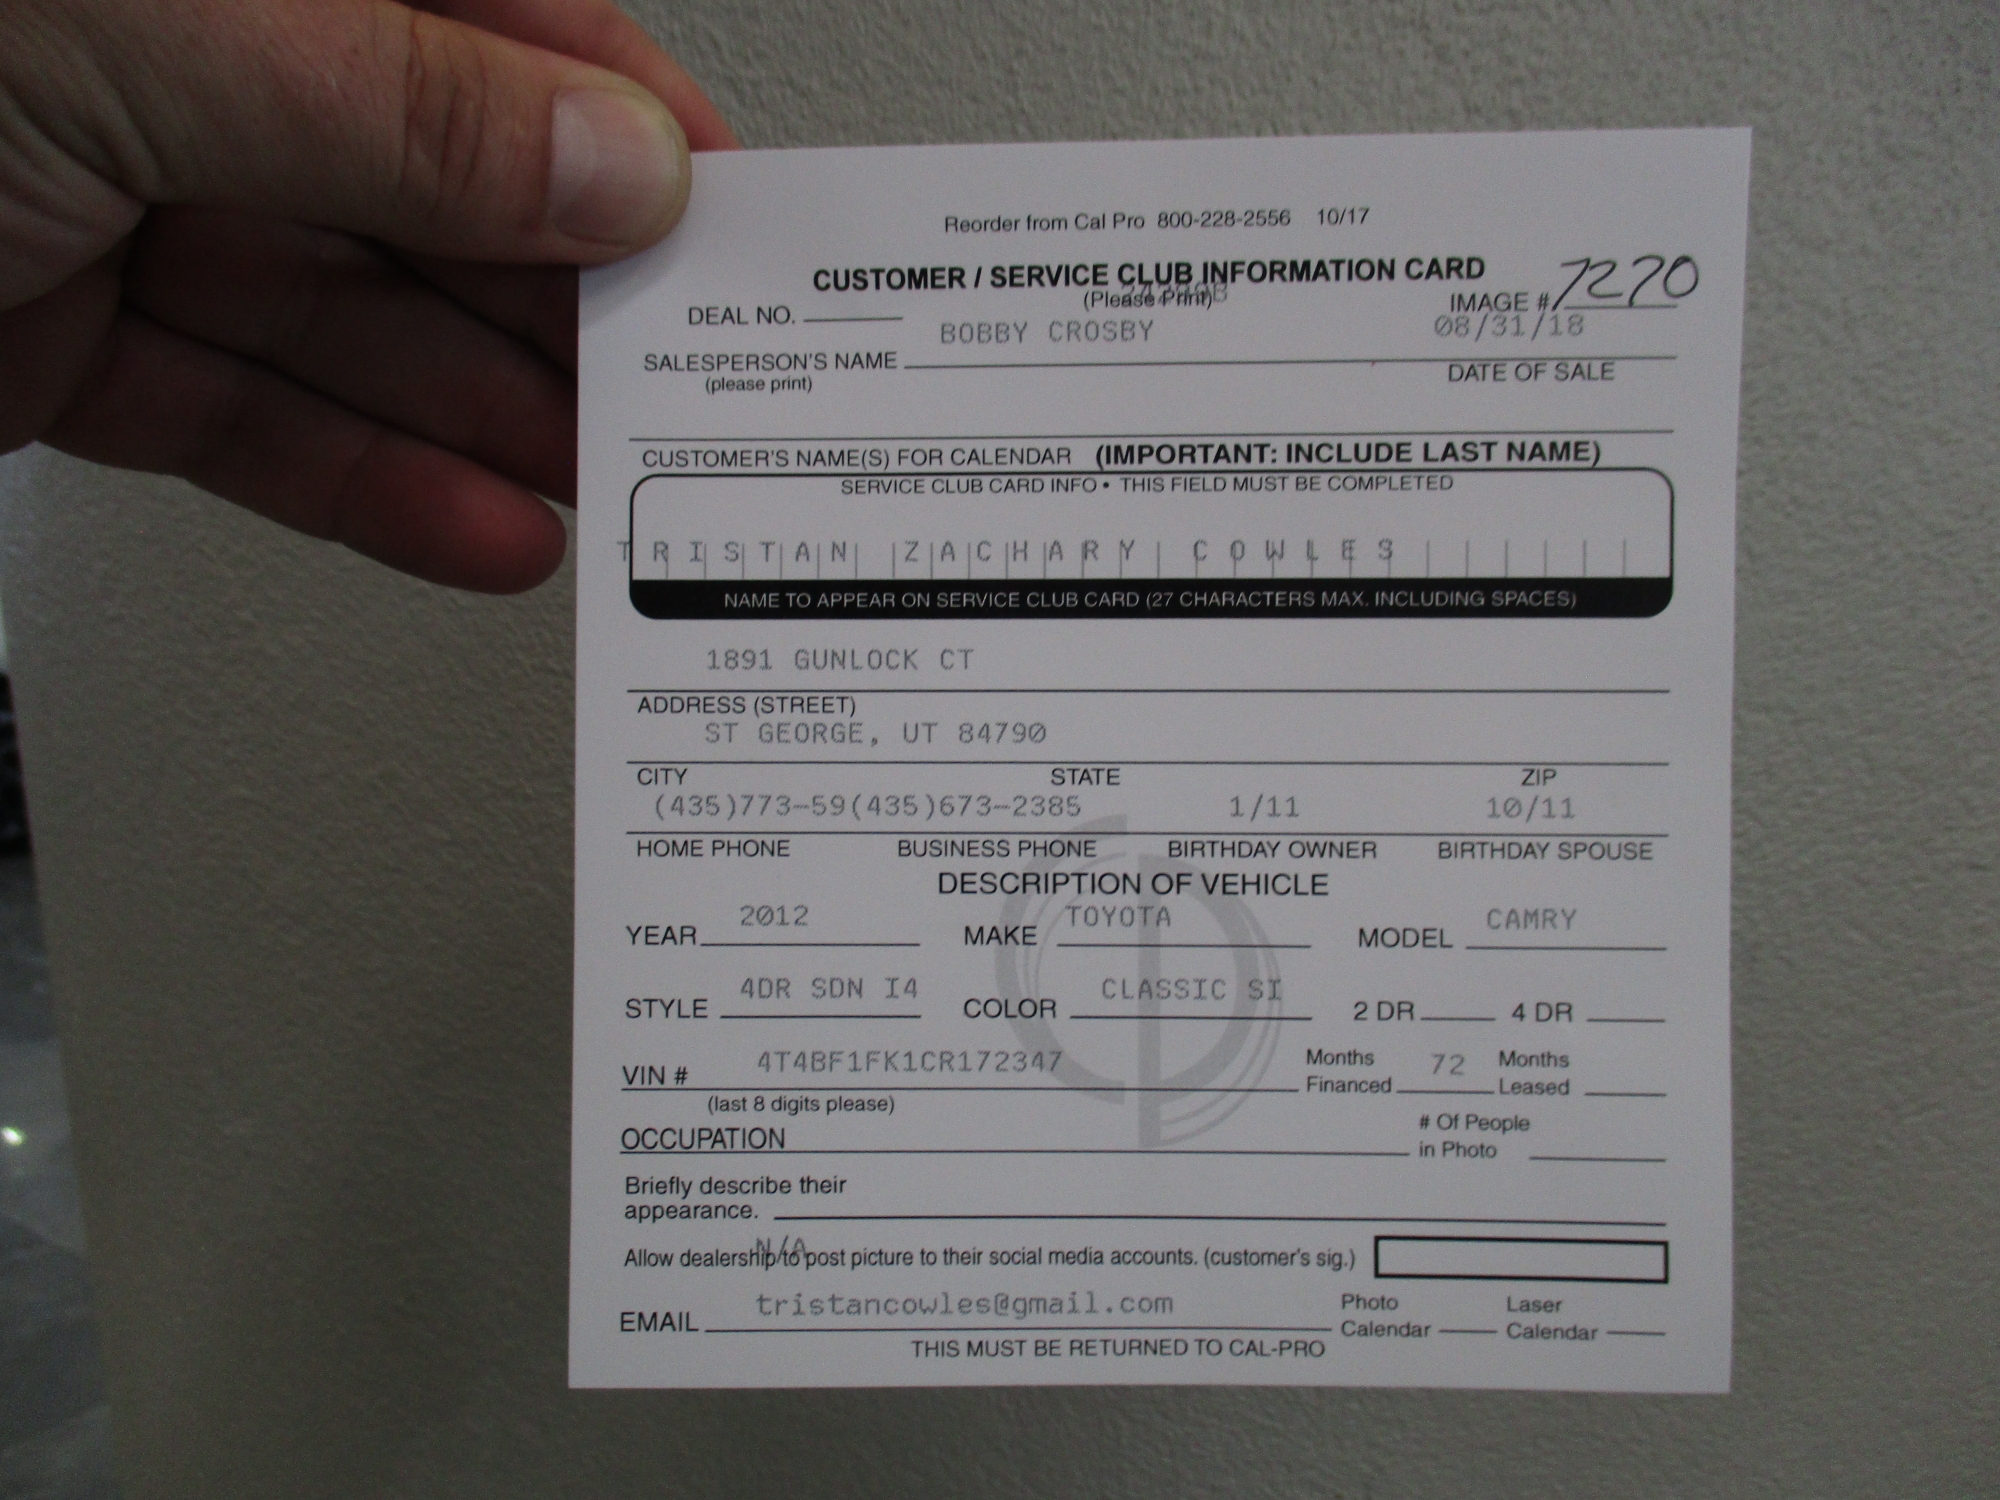 Reorder from Cal Pro 800-228-2556 10/17
CUSTOMER / SERVICE CLUB INFORMATION CARD
(Please Print)
DEAL NO. IMAGE # 7270
BOBBY CROSBY 08/31/18
SALESPERSON'S NAME DATE OF SALE
(please print)
CUSTOMER'S NAME(S) FOR CALENDAR (IMPORTANT: INCLUDE LAST NAME)
SERVICE CLUB CARD INFO • THIS FIELD MUST BE COMPLETED
TRISTAN ZACHARY COWLES
NAME TO APPEAR ON SERVICE CLUB CARD (27 CHARACTERS MAX. INCLUDING SPACES)
1891 GUNLOCK CT
ADDRESS (STREET)
ST GEORGE, UT 84790
CITY STATE ZIP
(435)773-59(435)673-2385 1/11 10/11
HOME PHONE BUSINESS PHONE BIRTHDAY OWNER BIRTHDAY SPOUSE
DESCRIPTION OF VEHICLE
YEAR 2012 MAKE TOYOTA MODEL CAMRY
STYLE 4DR SDN I4 COLOR CLASSIC SI 2 DR 4 DR
VIN # 4T4BF1FK1CR172347 Months Financed 72 Months Leased
(last 8 digits please)
OCCUPATION # Of People in Photo
Briefly describe their
appearance.
N/A
Allow dealership to post picture to their social media accounts. (customer's sig.)
EMAIL tristancowles@gmail.com Photo Calendar Laser Calendar
THIS MUST BE RETURNED TO CAL-PRO